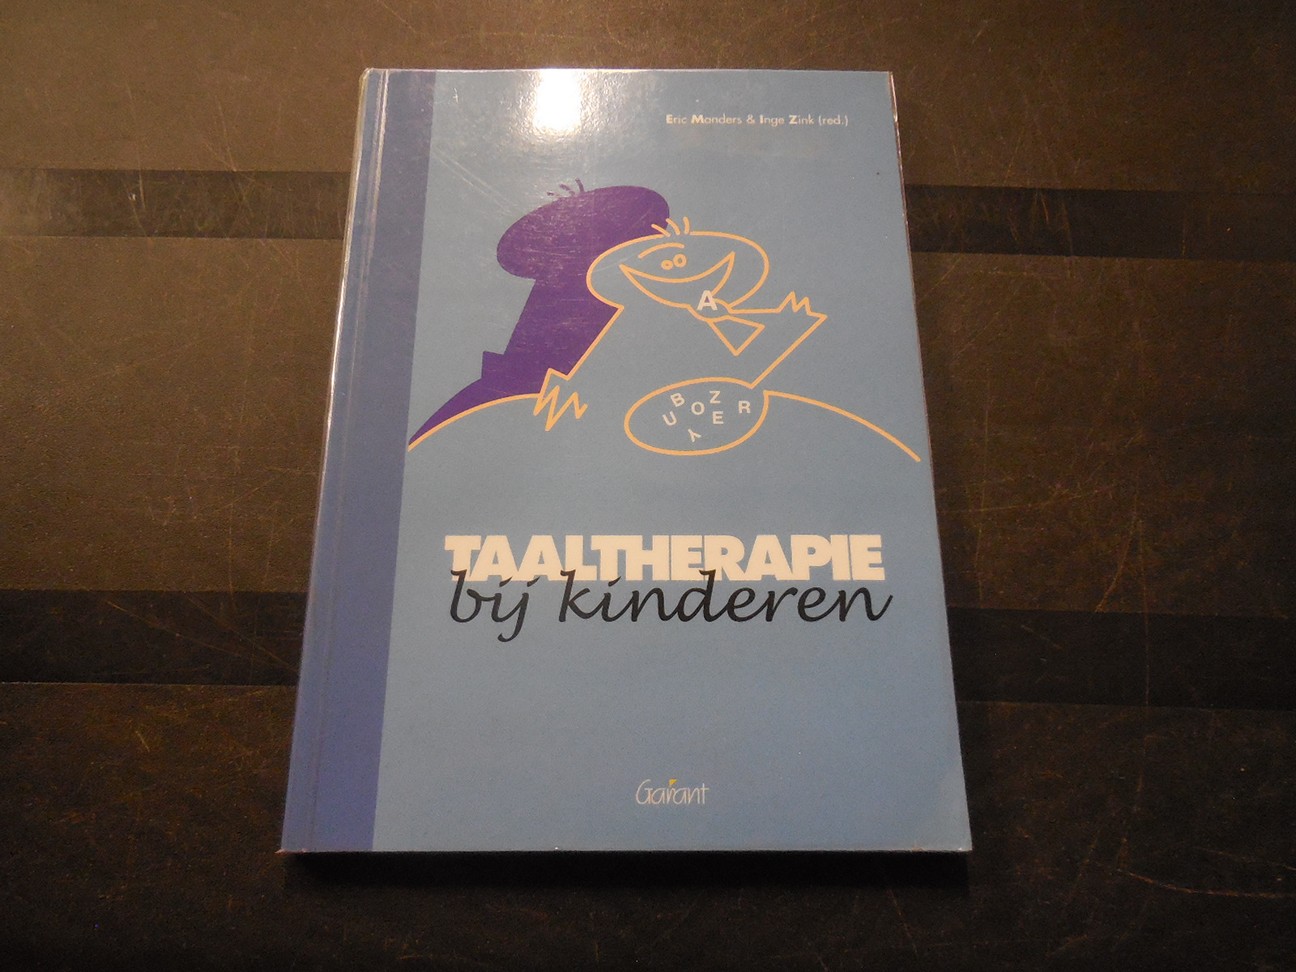 Eric Manders & Inge Zink (red.)
A
U B O Z E R Y
TAALTHERAPIE
bij kinderen
Garant